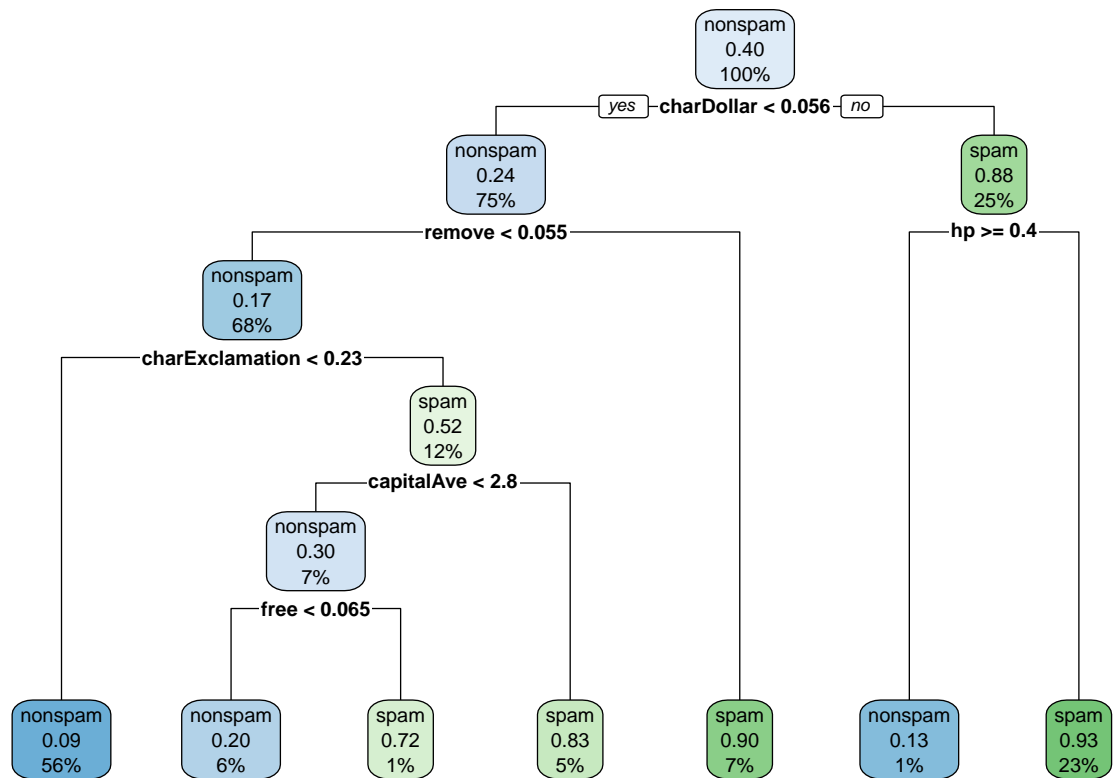 nonspam
0.40
100%
yes charDollar < 0.056 no
nonspam
0.24
75%
spam
0.88
25%
remove < 0.055
hp >= 0.4
nonspam
0.17
68%
charExclamation < 0.23
spam
0.52
12%
capitalAve < 2.8
nonspam
0.30
7%
free < 0.065
nonspam
0.09
56%
nonspam
0.20
6%
spam
0.72
1%
spam
0.83
5%
spam
0.90
7%
nonspam
0.13
1%
spam
0.93
23%